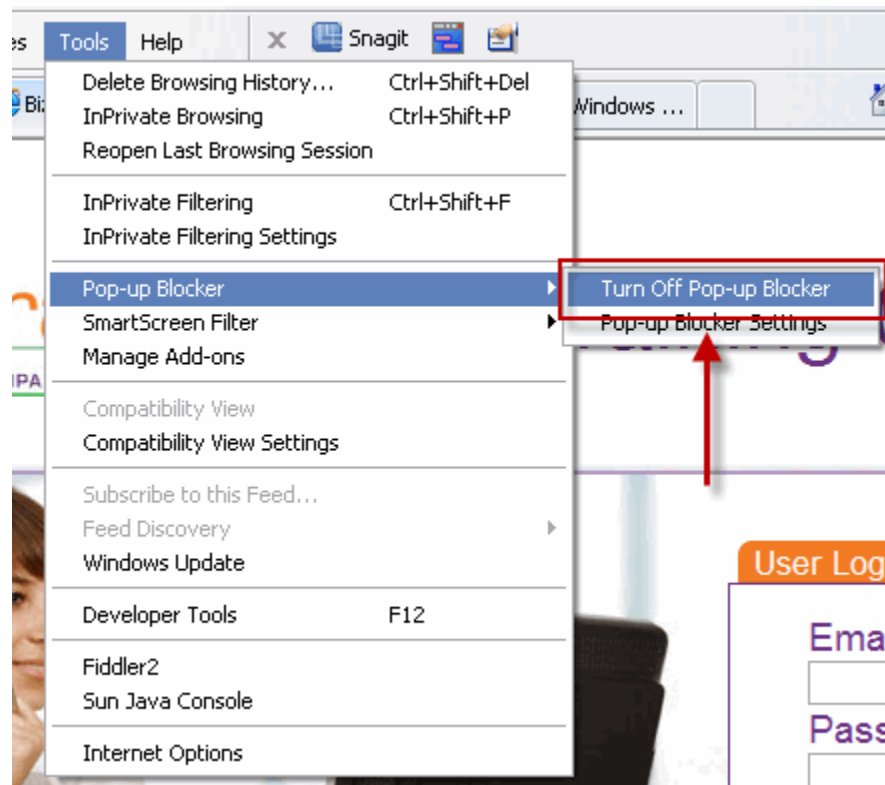 Tools Help Snagit
Windows ...
Delete Browsing History... Ctrl+Shift+Del
InPrivate Browsing Ctrl+Shift+P
Reopen Last Browsing Session
InPrivate Filtering Ctrl+Shift+F
InPrivate Filtering Settings
Pop-up Blocker
Turn Off Pop-up Blocker
SmartScreen Filter
Pop-up Blocker Settings
Manage Add-ons
Compatibility View
Compatibility View Settings
Subscribe to this Feed...
Feed Discovery
Windows Update
Developer Tools F12
Fiddler2
Sun Java Console
Internet Options
User Log
Ema
Pass